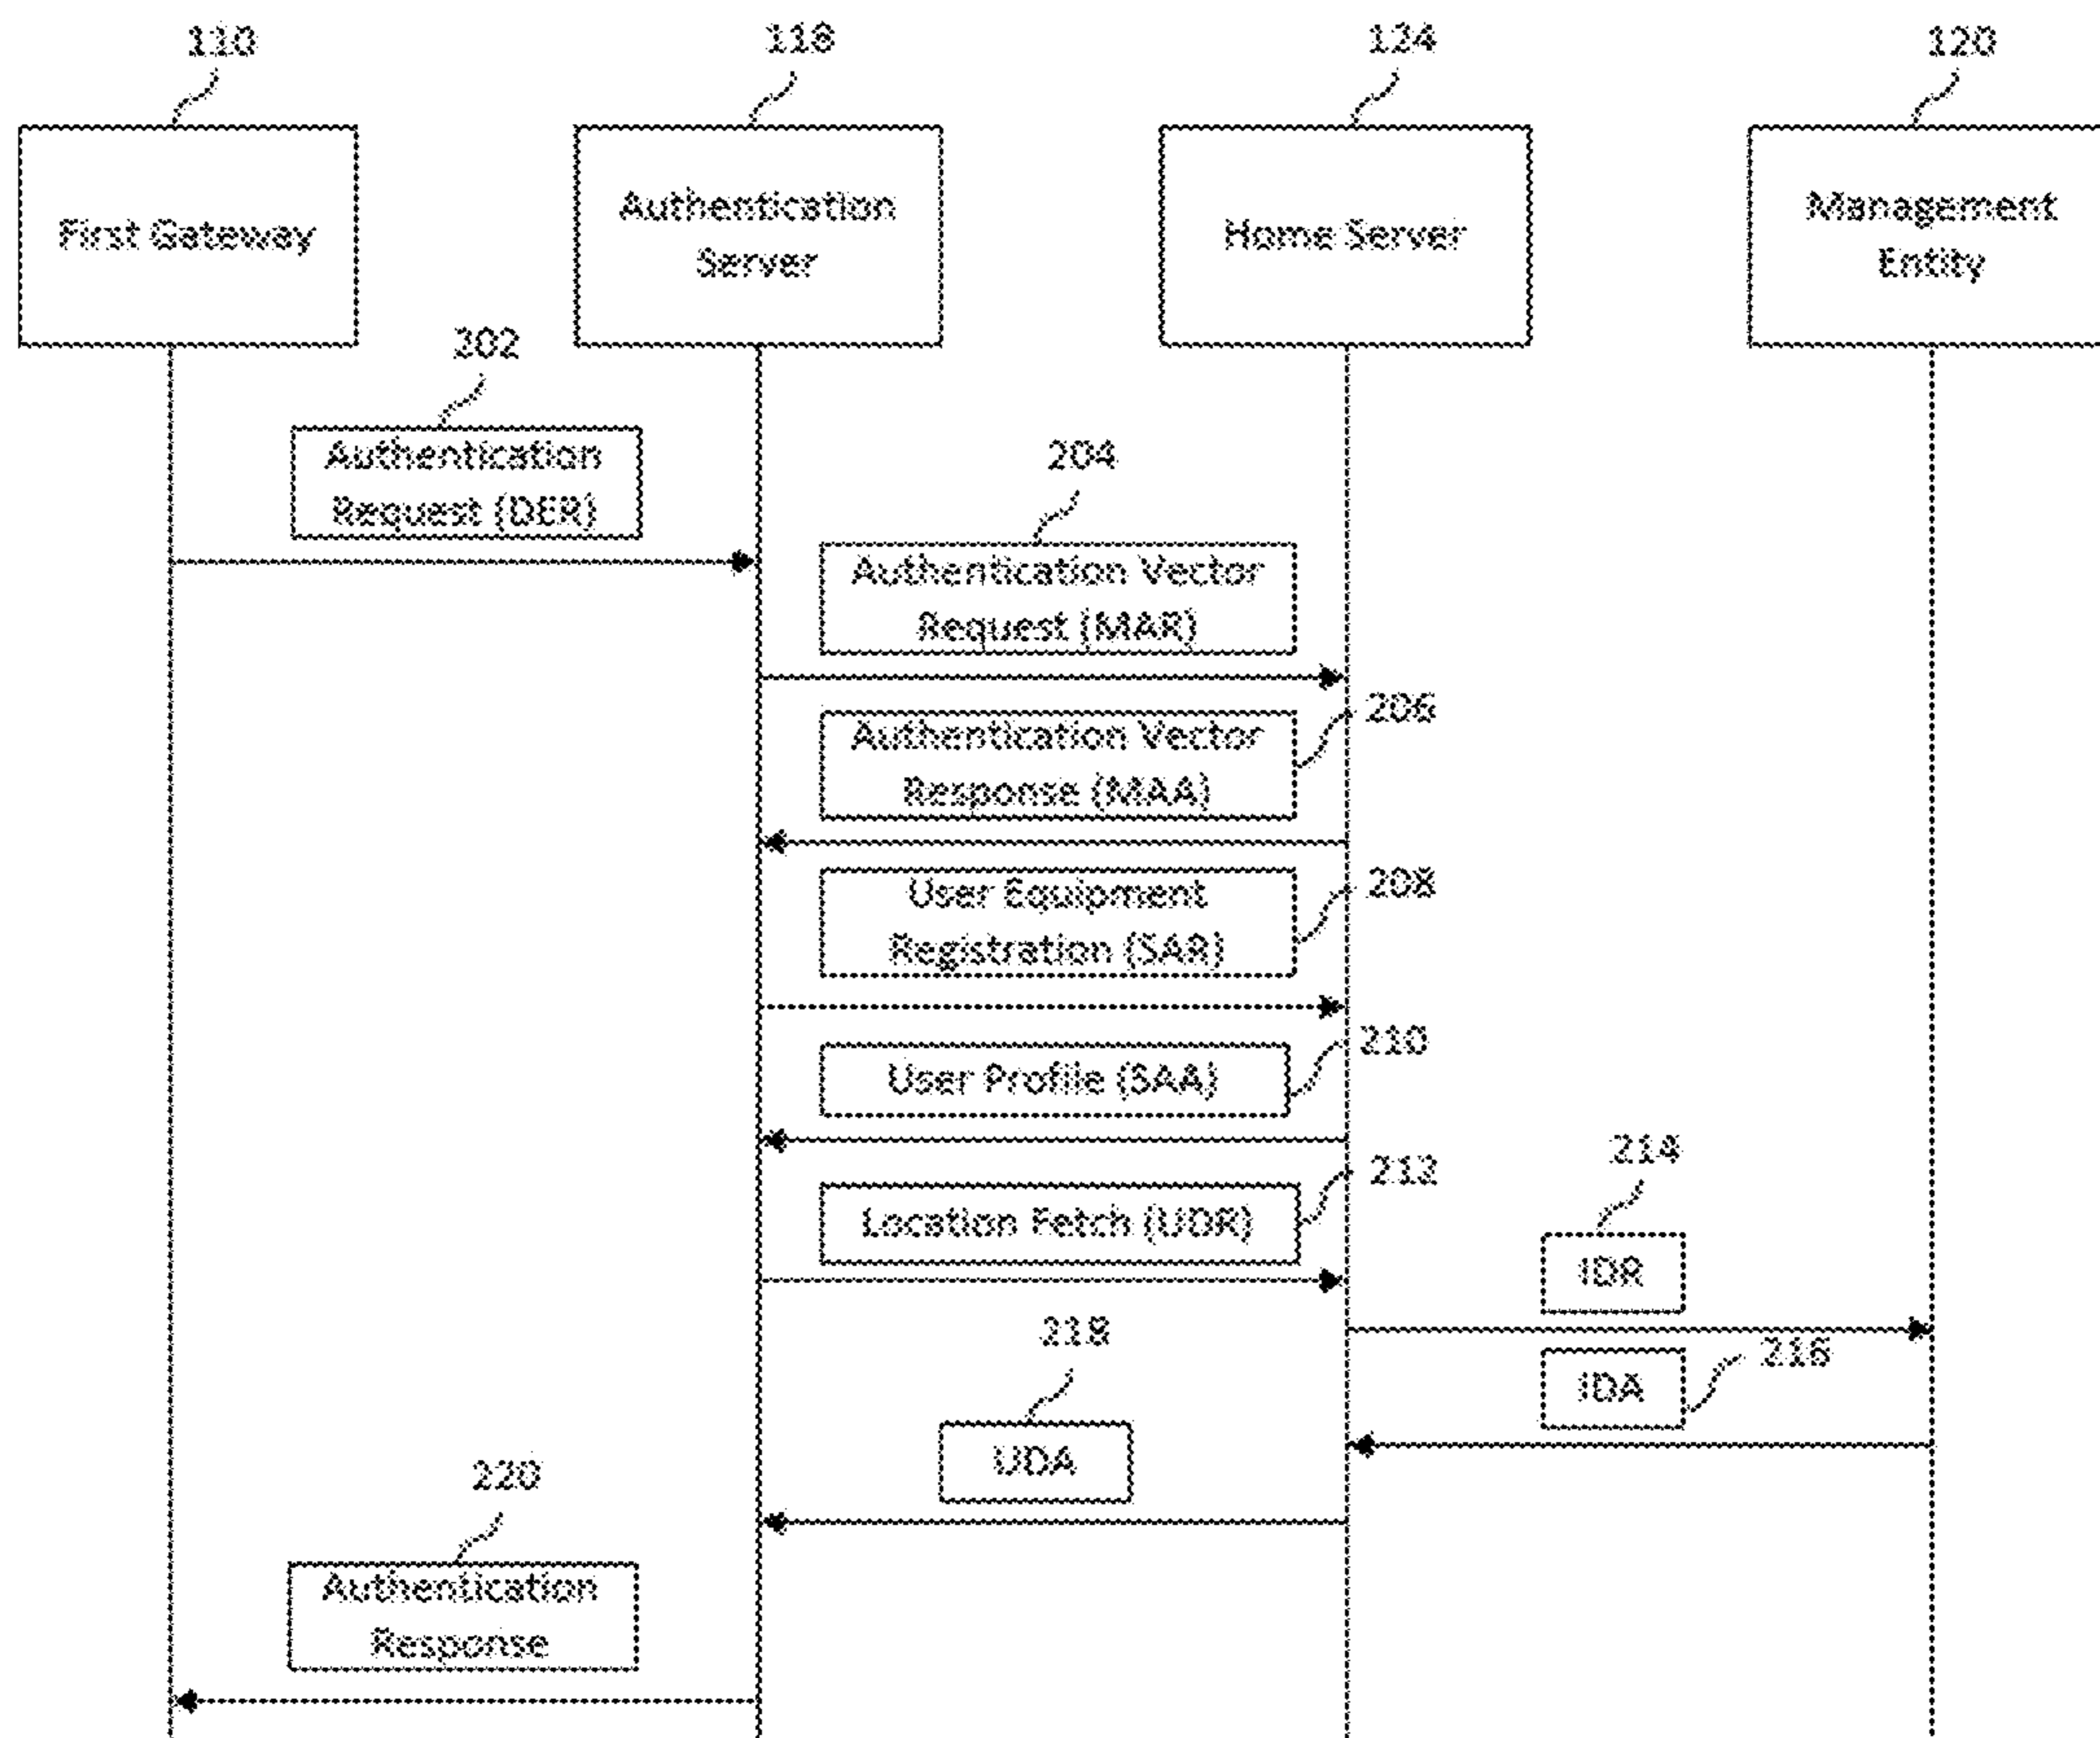 110
118
124
120
First Gateway
Authentication
Server
Home Server
Management
Entity
202
Authentication
Request (DER)
204
Authentication Vector
Request (MAR)
206
Authentication Vector
Response (MAA)
208
User Equipment
Registration (SAR)
210
User Profile (SAA)
212
Location Fetch (UDR)
214
IDR
216
IDA
218
UDA
220
Authentication
Response